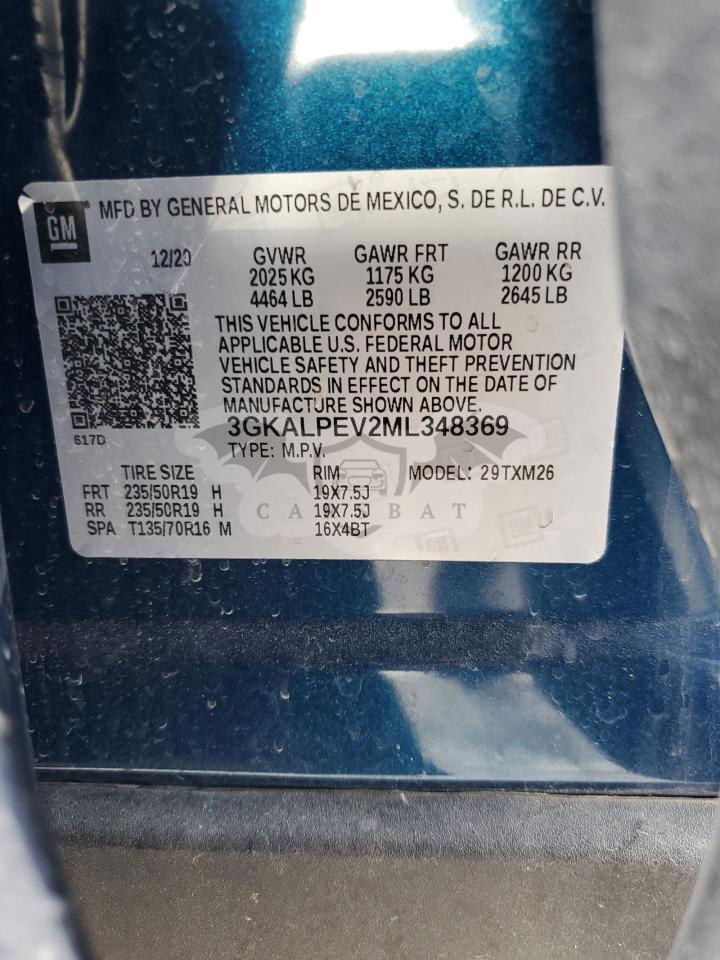 GM MFD BY GENERAL MOTORS DE MEXICO, S. DE R.L. DE C.V.
12/20 GVWR GAWR FRT GAWR RR
2025 KG 1175 KG 1200 KG
4464 LB 2590 LB 2645 LB
THIS VEHICLE CONFORMS TO ALL
APPLICABLE U.S. FEDERAL MOTOR
VEHICLE SAFETY AND THEFT PREVENTION
STANDARDS IN EFFECT ON THE DATE OF
MANUFACTURE SHOWN ABOVE.
617D 3GKALPEV2ML348369
TYPE: M.P.V.
TIRE SIZE RIM MODEL: 29TXM26
FRT 235/50R19 H 19X7.5J
RR 235/50R19 H 19X7.5J
SPA T135/70R16 M 16X4BT